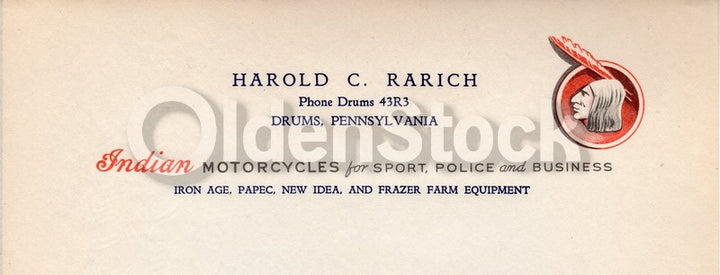 HAROLD C. RARICH
Phone Drums 43R3
DRUMS, PENNSYLVANIA
OldenStock
Indian MOTORCYCLES for SPORT, POLICE and BUSINESS
IRON AGE, PAPEC, NEW IDEA, AND FRAZER FARM EQUIPMENT